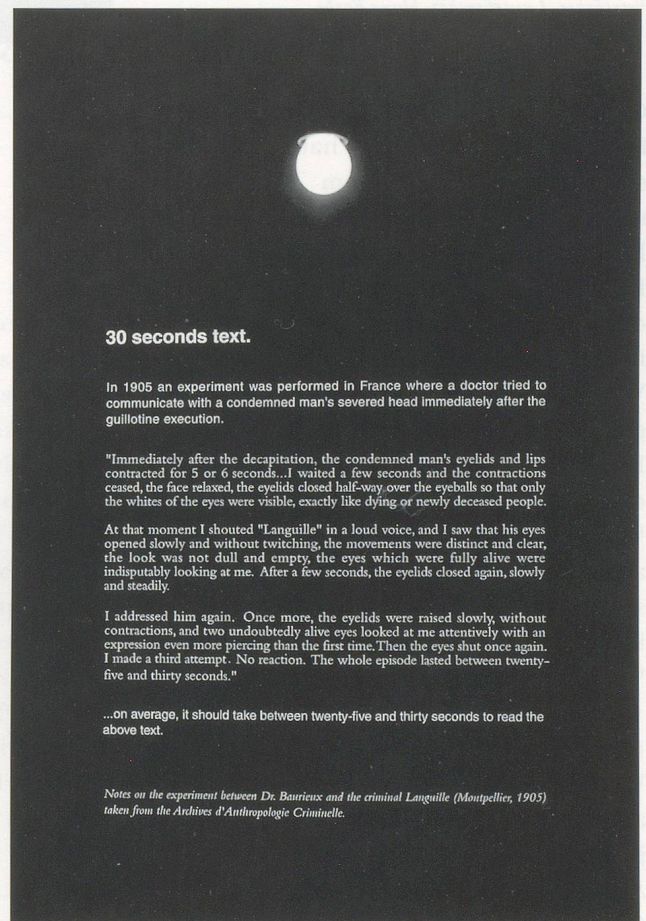 30 seconds text.
In 1905 an experiment was performed in France where a doctor tried to
communicate with a condemned man's severed head immediately after the
guillotine execution.
"Immediately after the decapitation, the condemned man's eyelids and lips
contracted for 5 or 6 seconds...I waited a few seconds and the contractions
ceased, the face relaxed, the eyelids closed half-way over the eyeballs so that only
the whites of the eyes were visible, exactly like dying or newly deceased people.
At that moment I shouted "Languille" in a loud voice, and I saw that his eyes
opened slowly and without twitching, the movements were distinct and clear,
the look was not dull and empty, the eyes which were fully alive were
indisputably looking at me. After a few seconds, the eyelids closed again, slowly
and steadily.
I addressed him again. Once more, the eyelids were raised slowly, without
contractions, and two undoubtedly alive eyes looked at me attentively with an
expression even more piercing than the first time. Then the eyes shut once again.
I made a third attempt. No reaction. The whole episode lasted between twenty-
five and thirty seconds."
...on average, it should take between twenty-five and thirty seconds to read the
above text.
Notes on the experiment between Dr. Baurieux and the criminal Languille (Montpellier, 1905)
taken from the Archives d'Anthropologie Criminelle.